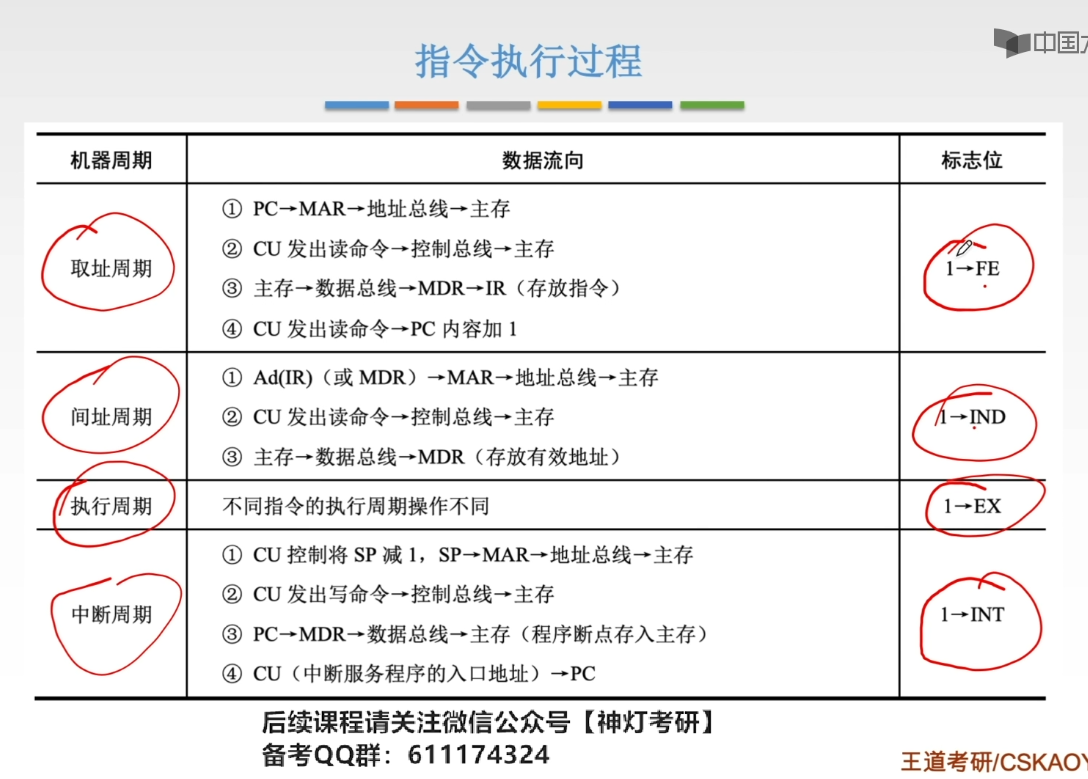 中国大
指令执行过程
机器周期 数据流向 标志位
取址周期
① PC→MAR→地址总线→主存
② CU 发出读命令→控制总线→主存
③ 主存→数据总线→MDR→IR（存放指令）
④ CU 发出读命令→PC 内容加 1
1→FE
间址周期
① Ad(IR)（或 MDR）→MAR→地址总线→主存
② CU 发出读命令→控制总线→主存
③ 主存→数据总线→MDR（存放有效地址）
1→IND
执行周期 不同指令的执行周期操作不同 1→EX
中断周期
① CU 控制将 SP 减 1，SP→MAR→地址总线→主存
② CU 发出写命令→控制总线→主存
③ PC→MDR→数据总线→主存（程序断点存入主存）
④ CU（中断服务程序的入口地址）→PC
1→INT
后续课程请关注微信公众号【神灯考研】
备考QQ群：611174324
王道考研/CSKAOY